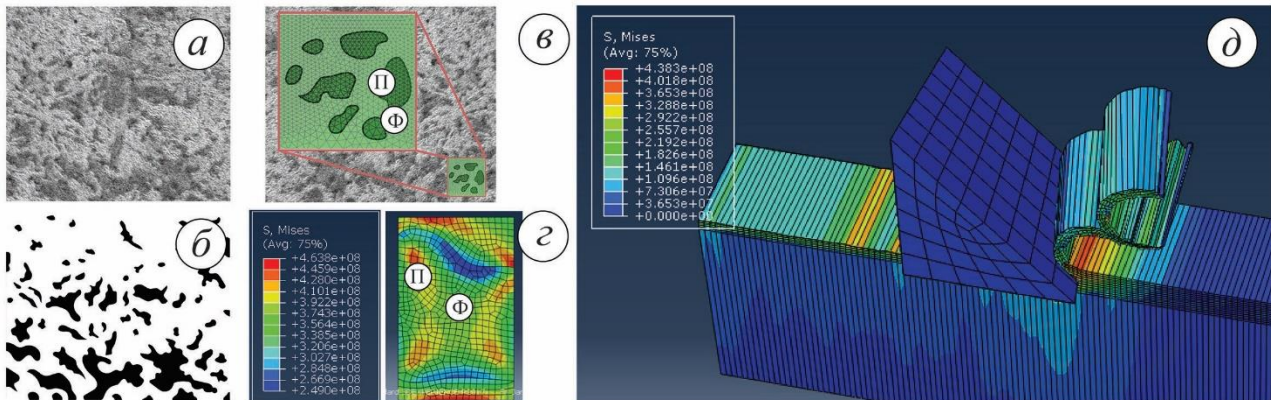 а
б
в
П
Ф
г
S, Mises
(Avg: 75%)
+4.638e+08
+4.459e+08
+4.280e+08
+4.101e+08
+3.922e+08
+3.743e+08
+3.564e+08
+3.385e+08
+3.206e+08
+3.027e+08
+2.848e+08
+2.669e+08
+2.490e+08
П
Ф
д
S, Mises
(Avg: 75%)
+4.383e+08
+4.018e+08
+3.653e+08
+3.288e+08
+2.922e+08
+2.557e+08
+2.192e+08
+1.826e+08
+1.461e+08
+1.096e+08
+7.306e+07
+3.653e+07
+0.000e+00